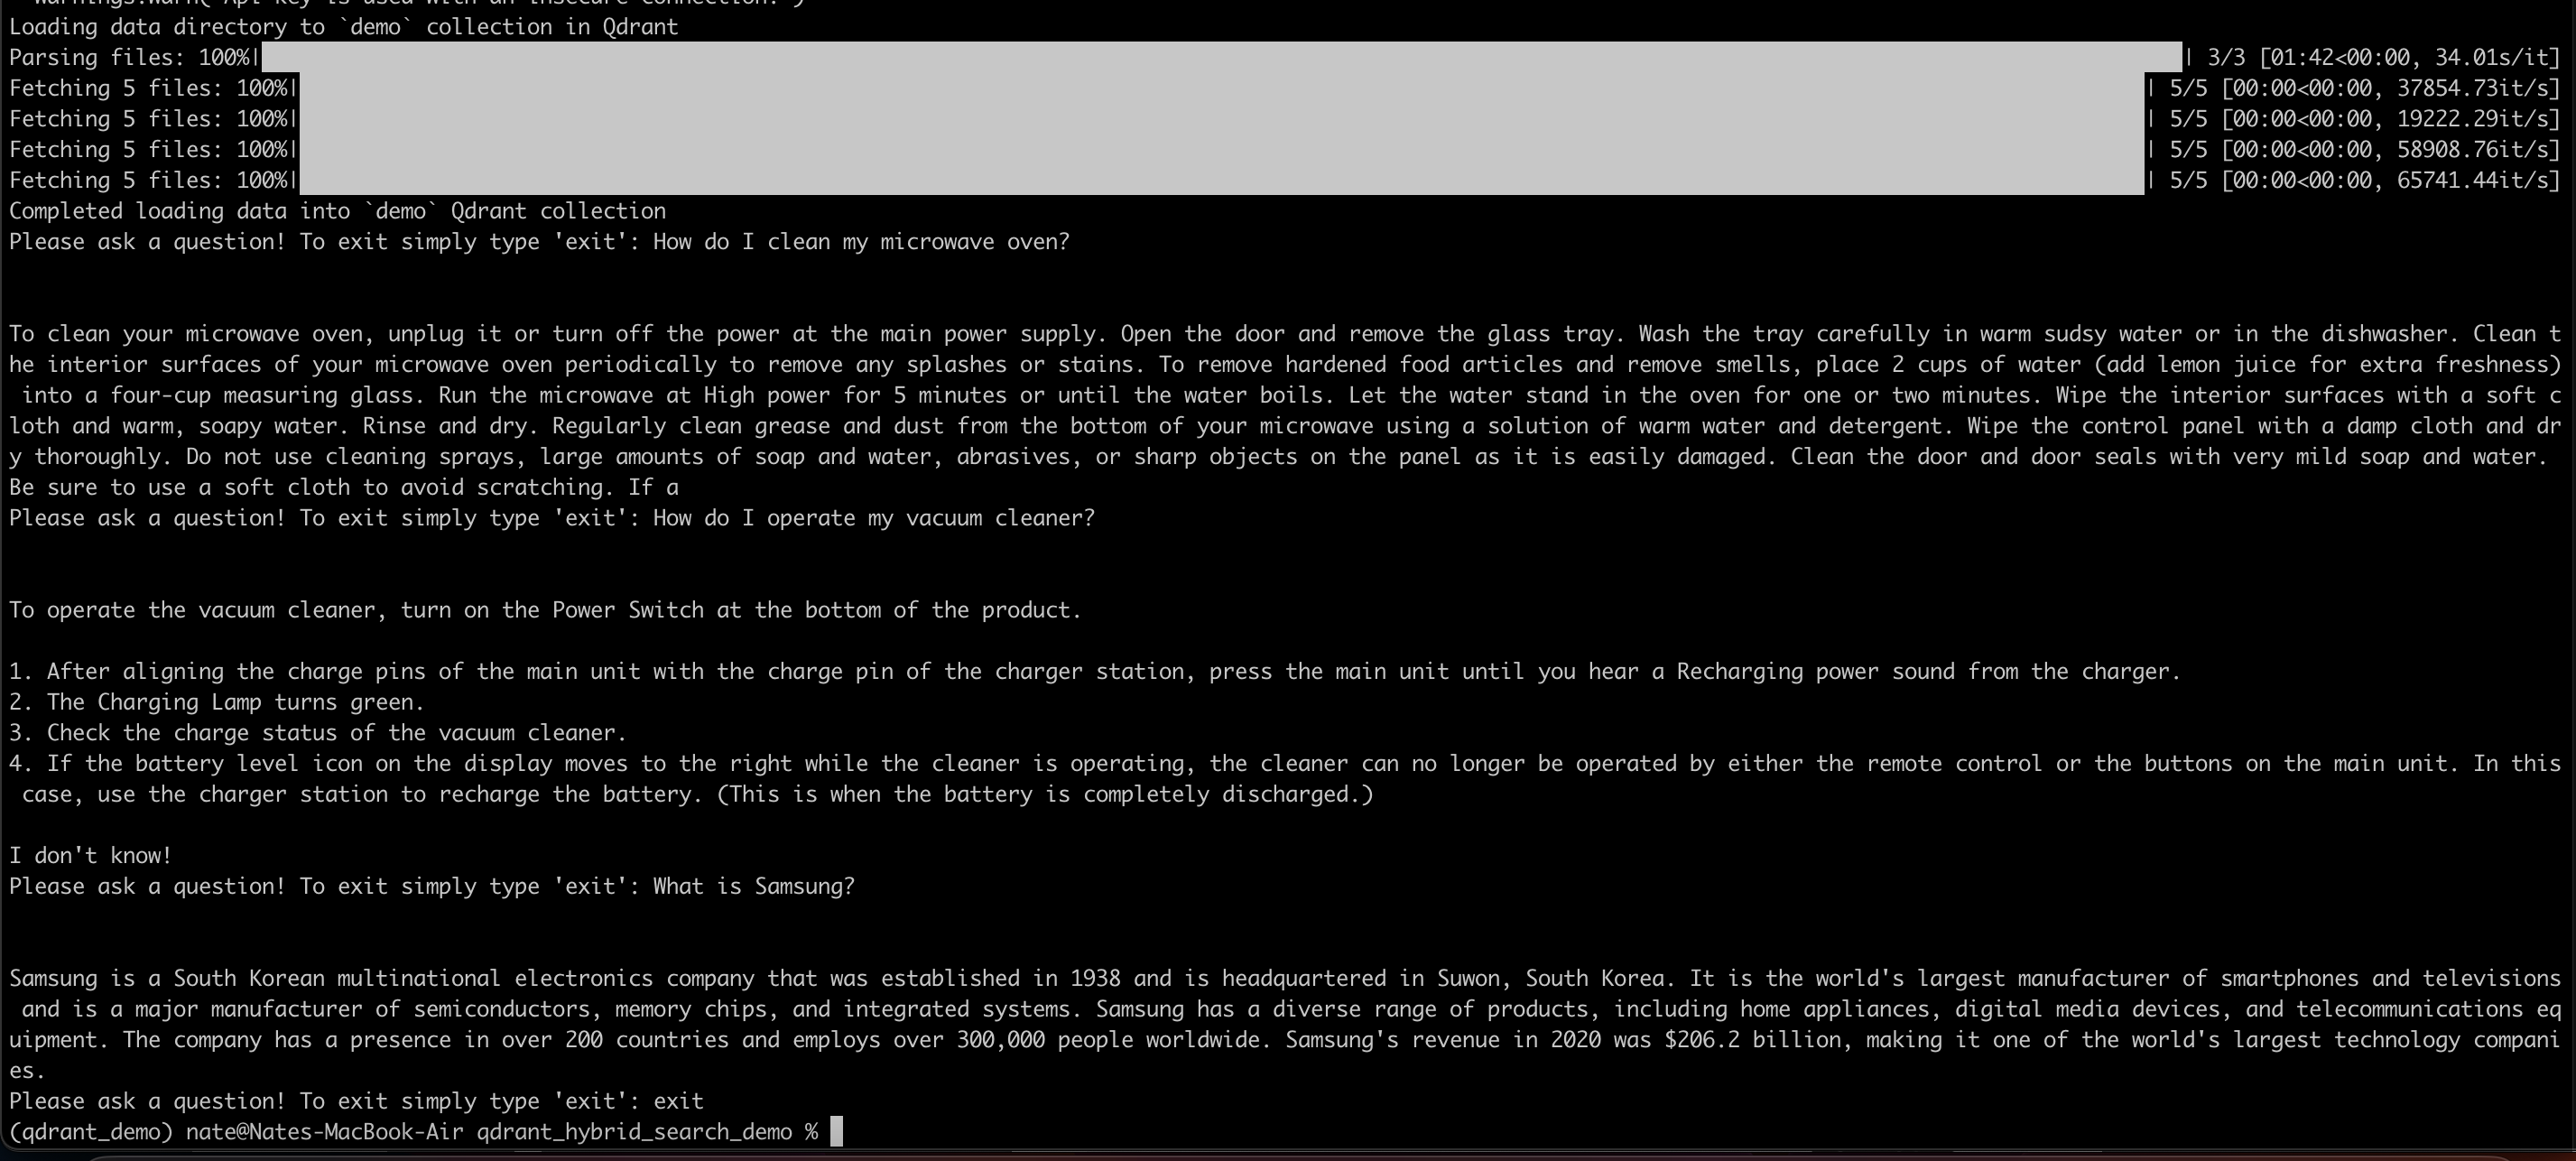 warnings.warn("Api key is used with an insecure connection.")
Loading data directory to `demo` collection in Qdrant
Parsing files: 100%| | 3/3 [01:42<00:00, 34.01s/it]
Fetching 5 files: 100%| | 5/5 [00:00<00:00, 37854.73it/s]
Fetching 5 files: 100%| | 5/5 [00:00<00:00, 19222.29it/s]
Fetching 5 files: 100%| | 5/5 [00:00<00:00, 58908.76it/s]
Fetching 5 files: 100%| | 5/5 [00:00<00:00, 65741.44it/s]
Completed loading data into `demo` Qdrant collection
Please ask a question! To exit simply type 'exit': How do I clean my microwave oven?
To clean your microwave oven, unplug it or turn off the power at the main power supply. Open the door and remove the glass tray. Wash the tray carefully in warm sudsy water or in the dishwasher. Clean t
he interior surfaces of your microwave oven periodically to remove any splashes or stains. To remove hardened food articles and remove smells, place 2 cups of water (add lemon juice for extra freshness)
into a four-cup measuring glass. Run the microwave at High power for 5 minutes or until the water boils. Let the water stand in the oven for one or two minutes. Wipe the interior surfaces with a soft c
loth and warm, soapy water. Rinse and dry. Regularly clean grease and dust from the bottom of your microwave using a solution of warm water and detergent. Wipe the control panel with a damp cloth and dr
y thoroughly. Do not use cleaning sprays, large amounts of soap and water, abrasives, or sharp objects on the panel as it is easily damaged. Clean the door and door seals with very mild soap and water.
Be sure to use a soft cloth to avoid scratching. If a
Please ask a question! To exit simply type 'exit': How do I operate my vacuum cleaner?
To operate the vacuum cleaner, turn on the Power Switch at the bottom of the product.
1. After aligning the charge pins of the main unit with the charge pin of the charger station, press the main unit until you hear a Recharging power sound from the charger.
2. The Charging Lamp turns green.
3. Check the charge status of the vacuum cleaner.
4. If the battery level icon on the display moves to the right while the cleaner is operating, the cleaner can no longer be operated by either the remote control or the buttons on the main unit. In this
case, use the charger station to recharge the battery. (This is when the battery is completely discharged.)
I don't know!
Please ask a question! To exit simply type 'exit': What is Samsung?
Samsung is a South Korean multinational electronics company that was established in 1938 and is headquartered in Suwon, South Korea. It is the world's largest manufacturer of smartphones and televisions
and is a major manufacturer of semiconductors, memory chips, and integrated systems. Samsung has a diverse range of products, including home appliances, digital media devices, and telecommunications eq
uipment. The company has a presence in over 200 countries and employs over 300,000 people worldwide. Samsung's revenue in 2020 was $206.2 billion, making it one of the world's largest technology compani
es.
Please ask a question! To exit simply type 'exit': exit
(qdrant_demo) nate@Nates-MacBook-Air qdrant_hybrid_search_demo %